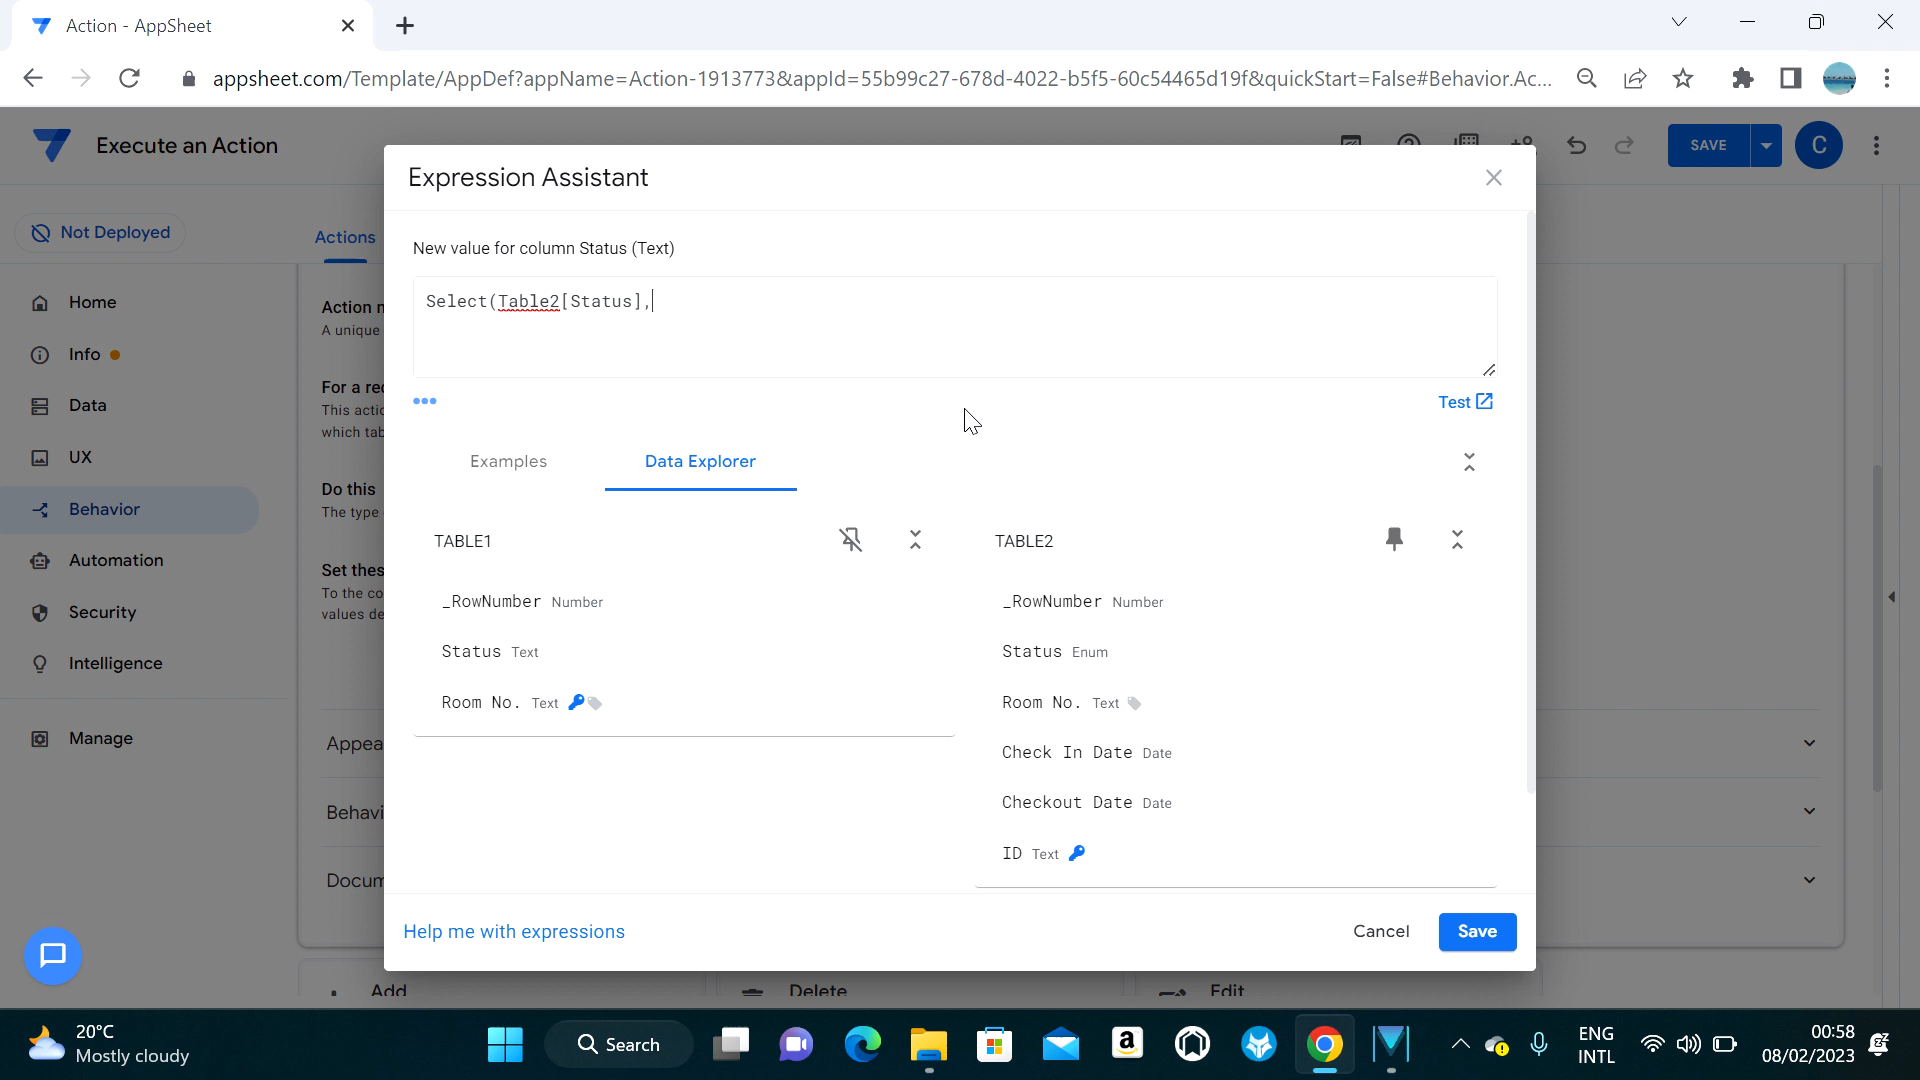 Action - AppSheet
appsheet.com/Template/AppDef?appName=Action-1913773&appId=55b99c27-678d-4022-b5f5-60c54465d19f&quickStart=False#Behavior.Ac...
Execute an Action
SAVE
C
Not Deployed
Actions
Home
Info
Data
UX
Behavior
Automation
Security
Intelligence
Manage
Action n
A unique
For a rec
This actio
which tab
Do this
The type
Set thes
To the co
values de
Appea
Behavi
Docum
Add
Delete
Edit
Expression Assistant
New value for column Status (Text)
Select(Table2[Status],
Test
Examples
Data Explorer
TABLE1
_RowNumber Number
Status Text
Room No. Text
TABLE2
_RowNumber Number
Status Enum
Room No. Text
Check In Date Date
Checkout Date Date
ID Text
Help me with expressions
Cancel
Save
20°C
Mostly cloudy
Search
a
ENG
INTL
00:58
08/02/2023